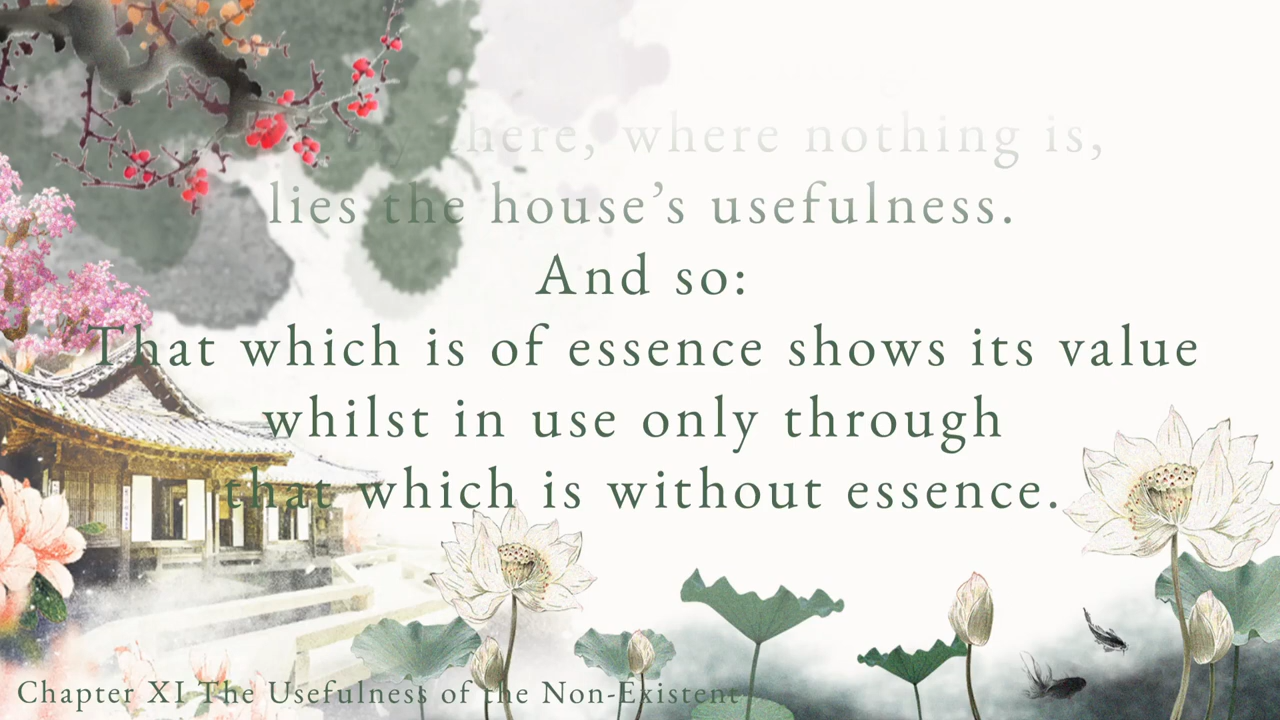 there, where nothing is,
lies the house’s usefulness.
And so:
That which is of essence shows its value
whilst in use only through
that which is without essence.
Chapter XI The Usefulness of the Non-Existent